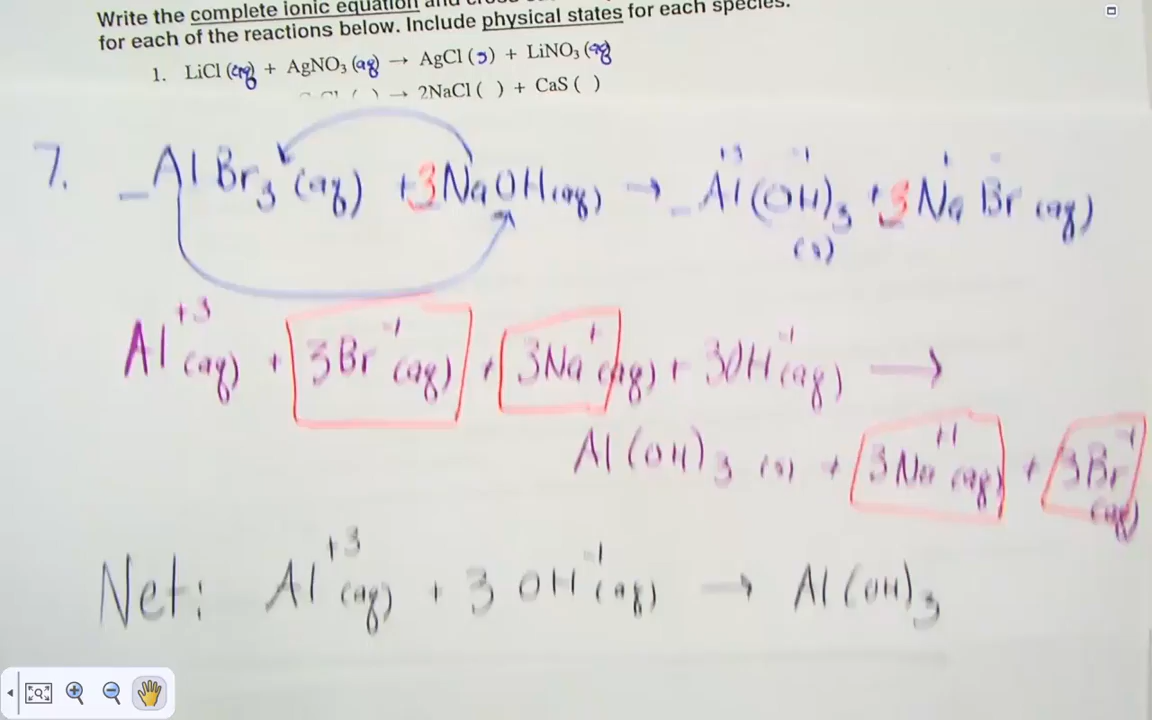 Write the complete ionic equation and
for each of the reactions below. Include physical states for each species.
1. LiCl (aq) + AgNO3 (aq) → AgCl (s) + LiNO3 (aq)
( ) → 2NaCl ( ) + CaS ( )
7. _AlBr3 (aq) + 3NaOH (aq) → _Al(OH)3 (s) + 3NaBr (aq)
Al+3 (aq) + 3Br-1 (aq) + 3Na+ (aq) + 3OH-1 (aq) →
Al(OH)3 (s) + 3Na+1 (aq) + 3Br-1 (aq)
Net: Al+3 (aq) + 3OH-1 (aq) → Al(OH)3